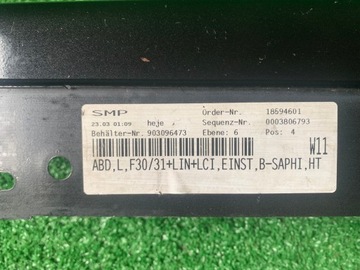 SMP
Order-Nr. 18594601
23.03 01:09 heje Sequenz-Nr. 0003806793
Behälter-Nr. 903096473 Ebene: 6 Pos: 4
W11
ABD,L,F30/31+LIN+LCI,EINST,B-SAPHI,HT